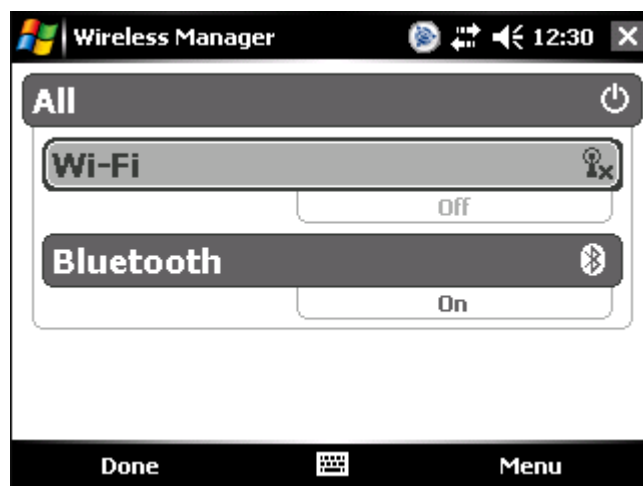 Wireless Manager 12:30
All
Wi-Fi
Off
Bluetooth
On
Done Menu